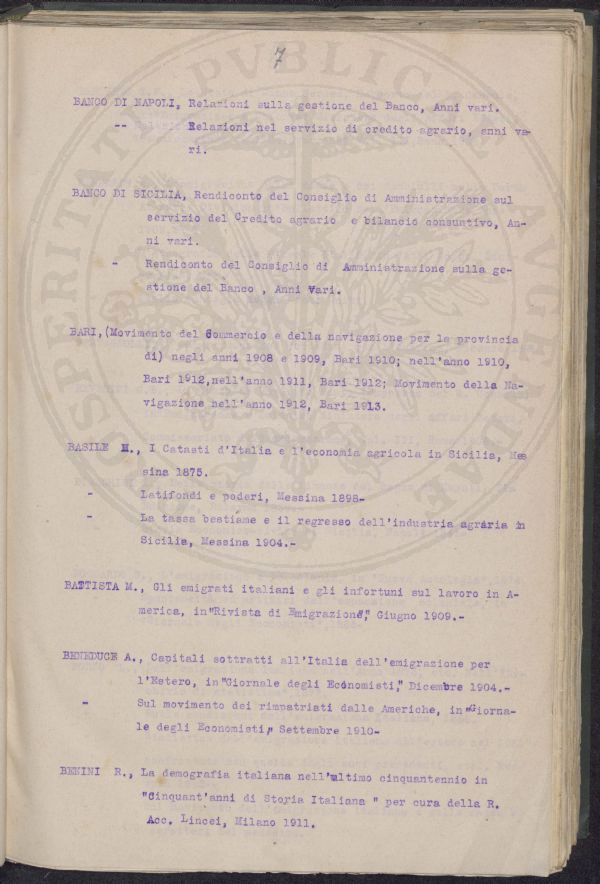 7
BANCO DI NAPOLI, Relazioni sulla gestione del Banco, Anni vari.
-- Relazioni nel servizio di credito agrario, anni va-
ri.
BANCO DI SICILIA, Rendiconto del Consiglio di Amministrazione sul
servizio del Credito agrario e bilancio consuntivo, An-
ni vari.
- Rendiconto del Consiglio di Amministrazione sulla ge-
stione del Banco , Anni Vari.
BARI,(Movimento del Commercio e della navigazione per la provincia
di) negli anni 1908 e 1909, Bari 1910; nell'anno 1910,
Bari 1912,nell'anno 1911, Bari 1912; Movimento della Na-
vigazione nell'anno 1912, Bari 1913.
BASILE M., I Catasti d'Italia e l'economia agricola in Sicilia, Mes
sina 1875.
- Latifondi e poderi, Messina 1898-
- La tassa bestiame e il regresso dell'industria agraria in
Sicilia, Messina 1904.-
BATTISTA M., Gli emigrati italiani e gli infortuni sul lavoro in A-
merica, in"Rivista di Emigrazione", Giugno 1909.-
BENEDUCE A., Capitali sottratti all'Italia dell'emigrazione per
l'Estero, in"Giornale degli Economisti," Dicembre 1904.-
- Sul movimento dei rimpatriati dalle Americhe, in"Giorna-
le degli Economisti," Settembre 1910-
BENINI R., La demografia italiana nell'ultimo cinquantennio in
"Cinquant'anni di Storia Italiana " per cura della R.
Acc. Lincei, Milano 1911.
PROSPERITATI PVBLICAE AVGENDAE